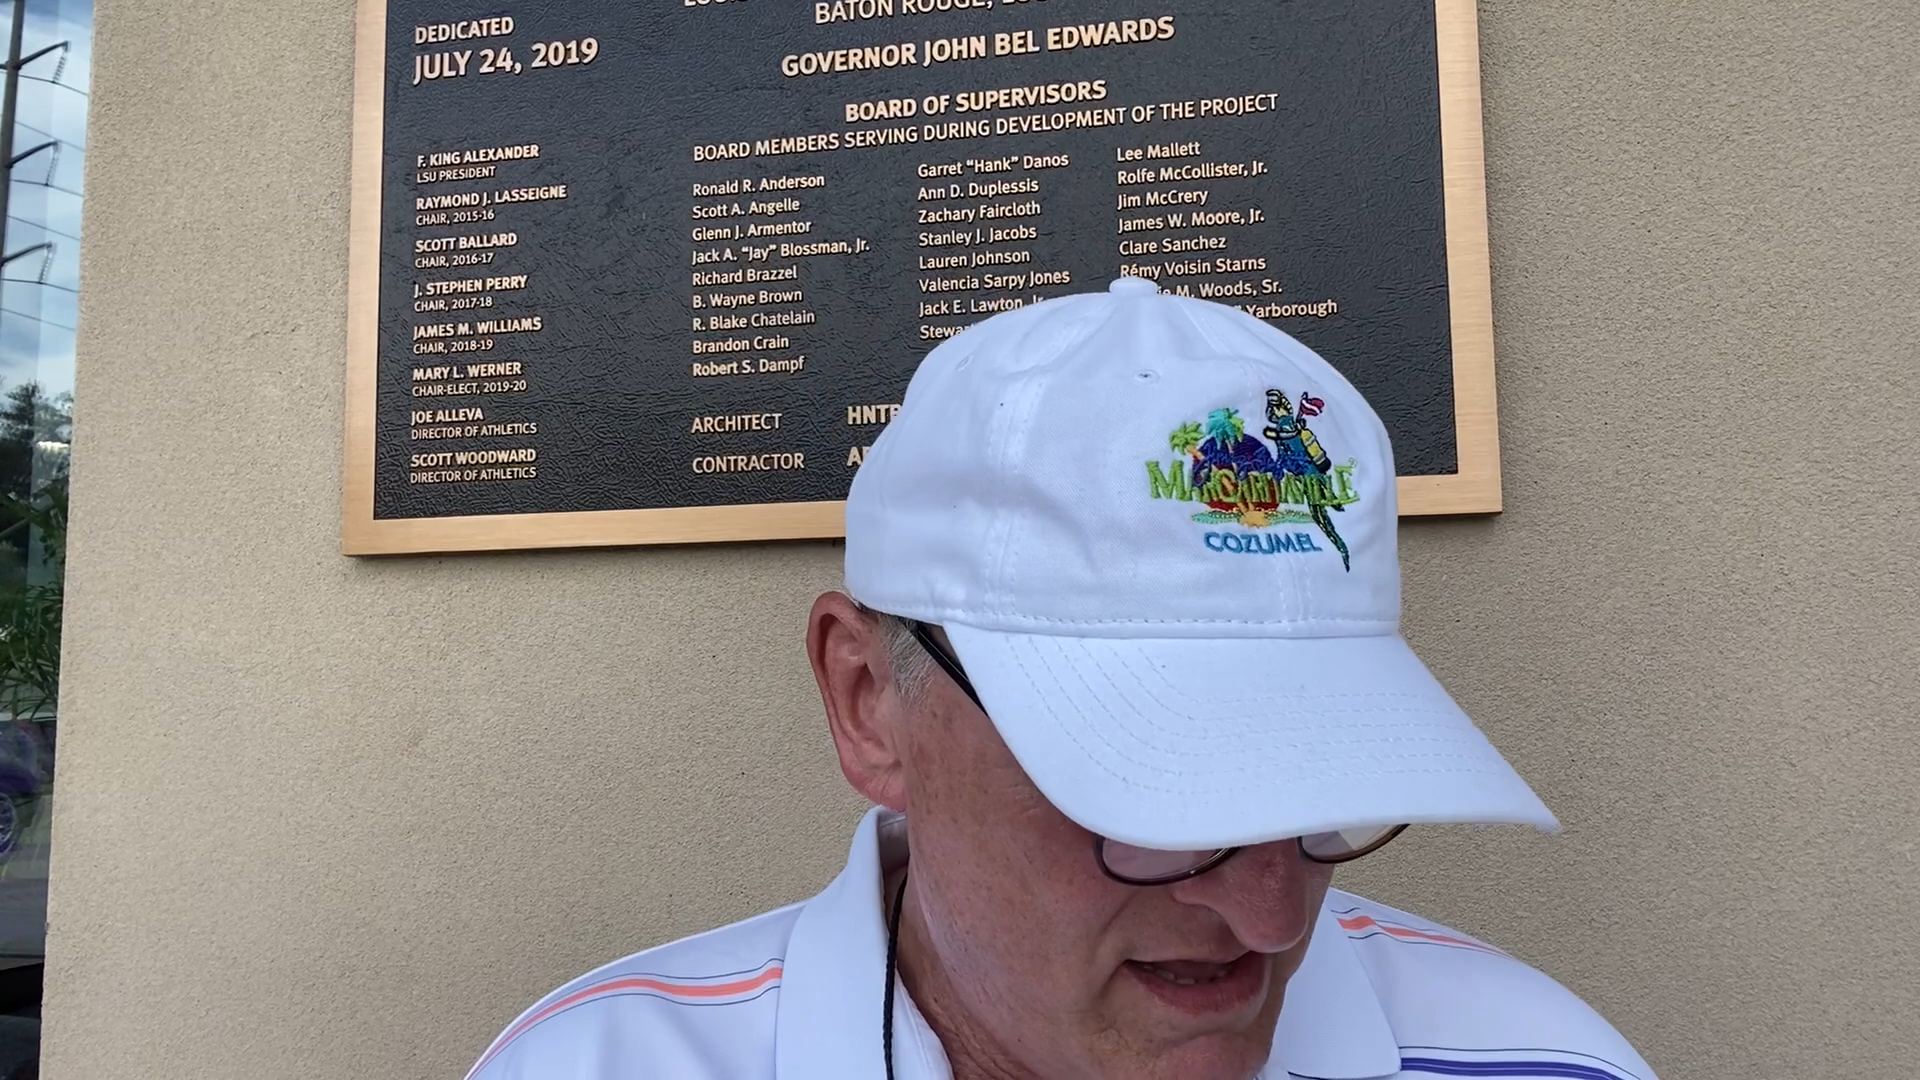 BATON ROUGE,
DEDICATED
JULY 24, 2019
GOVERNOR JOHN BEL EDWARDS
BOARD OF SUPERVISORS
BOARD MEMBERS SERVING DURING DEVELOPMENT OF THE PROJECT
F. KING ALEXANDER
LSU PRESIDENT
RAYMOND J. LASSEIGNE
CHAIR, 2015-16
SCOTT BALLARD
CHAIR, 2016-17
J. STEPHEN PERRY
CHAIR, 2017-18
JAMES M. WILLIAMS
CHAIR, 2018-19
MARY L. WERNER
CHAIR-ELECT, 2019-20
JOE ALLEVA
DIRECTOR OF ATHLETICS
SCOTT WOODWARD
DIRECTOR OF ATHLETICS
Ronald R. Anderson
Scott A. Angelle
Glenn J. Armentor
Jack A. “Jay” Blossman, Jr.
Richard Brazzel
B. Wayne Brown
R. Blake Chatelain
Brandon Crain
Robert S. Dampf
Garret “Hank” Danos
Ann D. Duplessis
Zachary Faircloth
Stanley J. Jacobs
Lauren Johnson
Valencia Sarpy Jones
Jack E. Lawton, Jr.
Lee Mallett
Rolfe McCollister, Jr.
Jim McCrery
James W. Moore, Jr.
Clare Sanchez
Rémy Voisin Starns
M. Woods, Sr.
Yarborough
ARCHITECT HNTB
CONTRACTOR
MARGARITAVILLE
COZUMEL